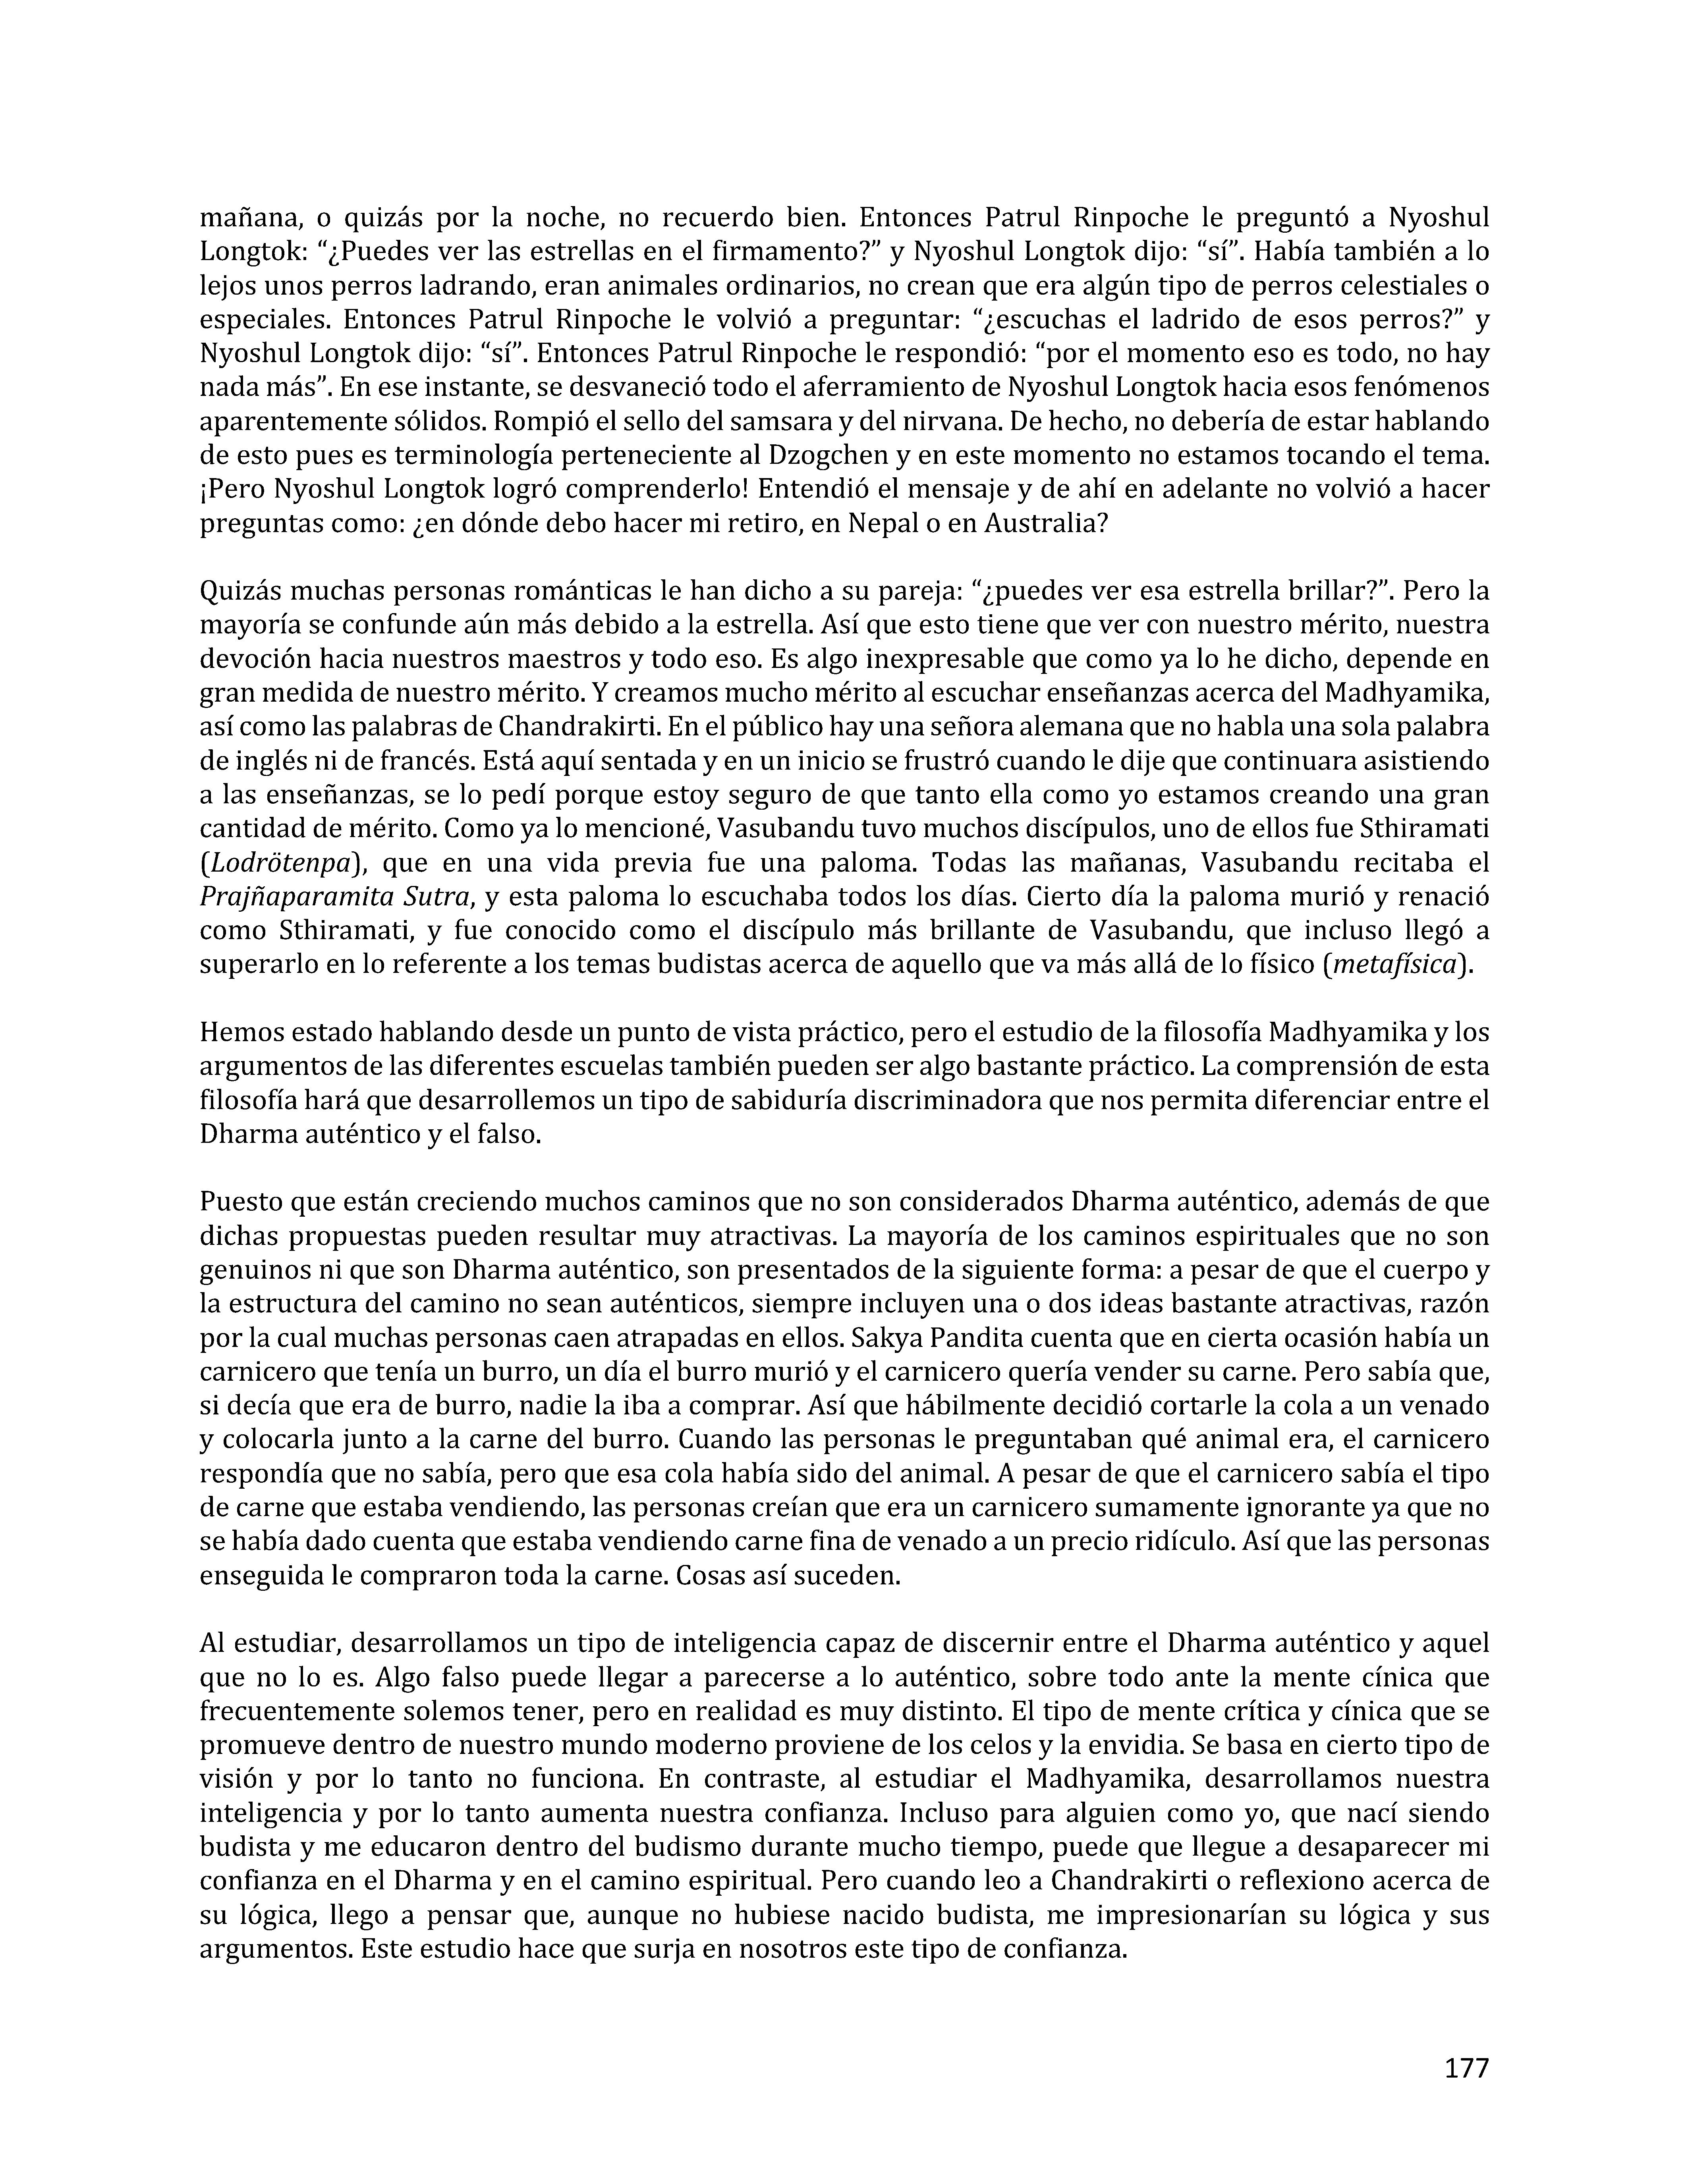 mañana, o quizás por la noche, no recuerdo bien. Entonces Patrul Rinpoche le preguntó a Nyoshul
Longtok: “¿Puedes ver las estrellas en el firmamento?” y Nyoshul Longtok dijo: “sí”. Había también a lo
lejos unos perros ladrando, eran animales ordinarios, no crean que era algún tipo de perros celestiales o
especiales. Entonces Patrul Rinpoche le volvió a preguntar: “¿escuchas el ladrido de esos perros?” y
Nyoshul Longtok dijo: “sí”. Entonces Patrul Rinpoche le respondió: “por el momento eso es todo, no hay
nada más”. En ese instante, se desvaneció todo el aferramiento de Nyoshul Longtok hacia esos fenómenos
aparentemente sólidos. Rompió el sello del samsara y del nirvana. De hecho, no debería de estar hablando
de esto pues es terminología perteneciente al Dzogchen y en este momento no estamos tocando el tema.
¡Pero Nyoshul Longtok logró comprenderlo! Entendió el mensaje y de ahí en adelante no volvió a hacer
preguntas como: ¿en dónde debo hacer mi retiro, en Nepal o en Australia?

Quizás muchas personas románticas le han dicho a su pareja: “¿puedes ver esa estrella brillar?”. Pero la
mayoría se confunde aún más debido a la estrella. Así que esto tiene que ver con nuestro mérito, nuestra
devoción hacia nuestros maestros y todo eso. Es algo inexpresable que como ya lo he dicho, depende en
gran medida de nuestro mérito. Y creamos mucho mérito al escuchar enseñanzas acerca del Madhyamika,
así como las palabras de Chandrakirti. En el público hay una señora alemana que no habla una sola palabra
de inglés ni de francés. Está aquí sentada y en un inicio se frustró cuando le dije que continuara asistiendo
a las enseñanzas, se lo pedí porque estoy seguro de que tanto ella como yo estamos creando una gran
cantidad de mérito. Como ya lo mencioné, Vasubandu tuvo muchos discípulos, uno de ellos fue Sthiramati
(Lodrötenpa), que en una vida previa fue una paloma. Todas las mañanas, Vasubandu recitaba el
Prajñaparamita Sutra, y esta paloma lo escuchaba todos los días. Cierto día la paloma murió y renació
como Sthiramati, y fue conocido como el discípulo más brillante de Vasubandu, que incluso llegó a
superarlo en lo referente a los temas budistas acerca de aquello que va más allá de lo físico (metafísica).

Hemos estado hablando desde un punto de vista práctico, pero el estudio de la filosofía Madhyamika y los
argumentos de las diferentes escuelas también pueden ser algo bastante práctico. La comprensión de esta
filosofía hará que desarrollemos un tipo de sabiduría discriminadora que nos permita diferenciar entre el
Dharma auténtico y el falso.

Puesto que están creciendo muchos caminos que no son considerados Dharma auténtico, además de que
dichas propuestas pueden resultar muy atractivas. La mayoría de los caminos espirituales que no son
genuinos ni que son Dharma auténtico, son presentados de la siguiente forma: a pesar de que el cuerpo y
la estructura del camino no sean auténticos, siempre incluyen una o dos ideas bastante atractivas, razón
por la cual muchas personas caen atrapadas en ellos. Sakya Pandita cuenta que en cierta ocasión había un
carnicero que tenía un burro, un día el burro murió y el carnicero quería vender su carne. Pero sabía que,
si decía que era de burro, nadie la iba a comprar. Así que hábilmente decidió cortarle la cola a un venado
y colocarla junto a la carne del burro. Cuando las personas le preguntaban qué animal era, el carnicero
respondía que no sabía, pero que esa cola había sido del animal. A pesar de que el carnicero sabía el tipo
de carne que estaba vendiendo, las personas creían que era un carnicero sumamente ignorante ya que no
se había dado cuenta que estaba vendiendo carne fina de venado a un precio ridículo. Así que las personas
enseguida le compraron toda la carne. Cosas así suceden.

Al estudiar, desarrollamos un tipo de inteligencia capaz de discernir entre el Dharma auténtico y aquel
que no lo es. Algo falso puede llegar a parecerse a lo auténtico, sobre todo ante la mente cínica que
frecuentemente solemos tener, pero en realidad es muy distinto. El tipo de mente crítica y cínica que se
promueve dentro de nuestro mundo moderno proviene de los celos y la envidia. Se basa en cierto tipo de
visión y por lo tanto no funciona. En contraste, al estudiar el Madhyamika, desarrollamos nuestra
inteligencia y por lo tanto aumenta nuestra confianza. Incluso para alguien como yo, que nací siendo
budista y me educaron dentro del budismo durante mucho tiempo, puede que llegue a desaparecer mi
confianza en el Dharma y en el camino espiritual. Pero cuando leo a Chandrakirti o reflexiono acerca de
su lógica, llego a pensar que, aunque no hubiese nacido budista, me impresionarían su lógica y sus
argumentos. Este estudio hace que surja en nosotros este tipo de confianza.

177